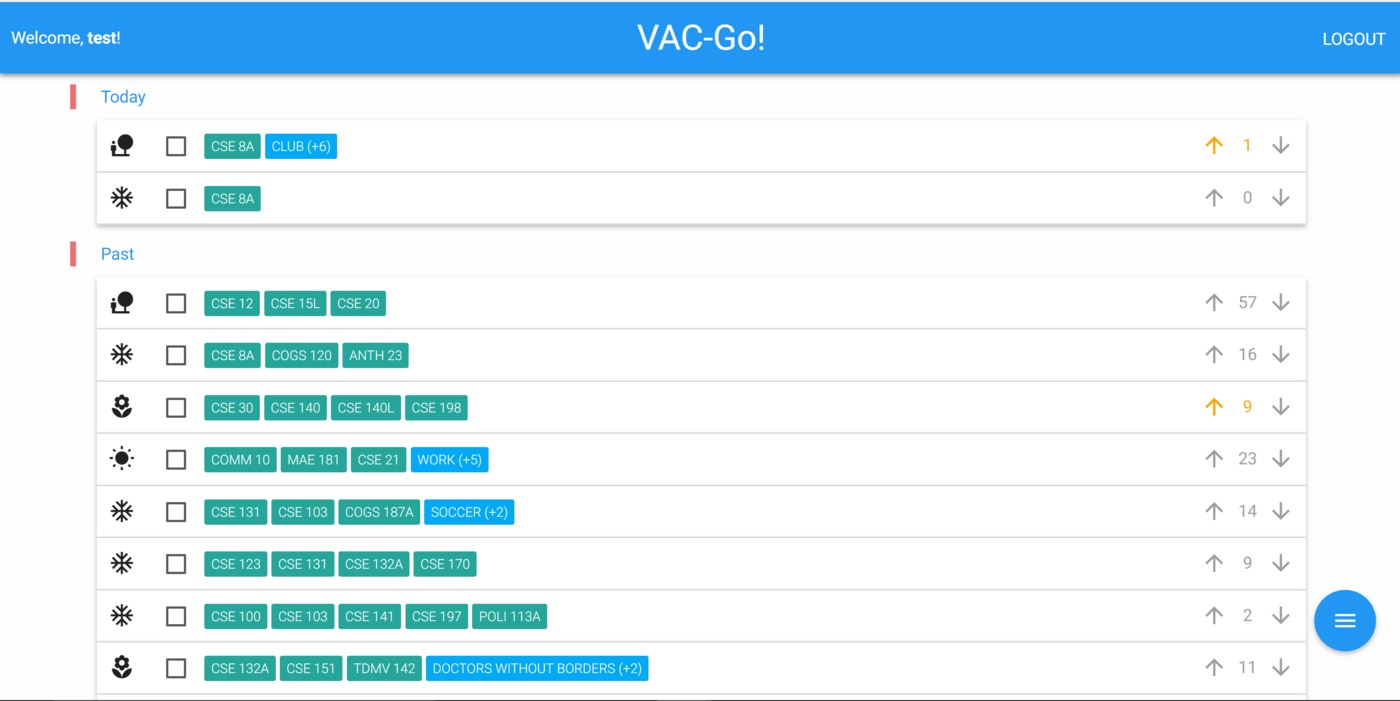 Welcome, test! VAC-Go! LOGOUT
Today
CSE 8A CLUB (+6) 1
CSE 8A 0
Past
CSE 12 CSE 15L CSE 20 57
CSE 8A COGS 120 ANTH 23 16
CSE 30 CSE 140 CSE 140L CSE 198 9
COMM 10 MAE 181 CSE 21 WORK (+5) 23
CSE 131 CSE 103 COGS 187A SOCCER (+2) 14
CSE 123 CSE 131 CSE 132A CSE 170 9
CSE 100 CSE 103 CSE 141 CSE 197 POLI 113A 2
CSE 132A CSE 151 TDMV 142 DOCTORS WITHOUT BORDERS (+2) 11